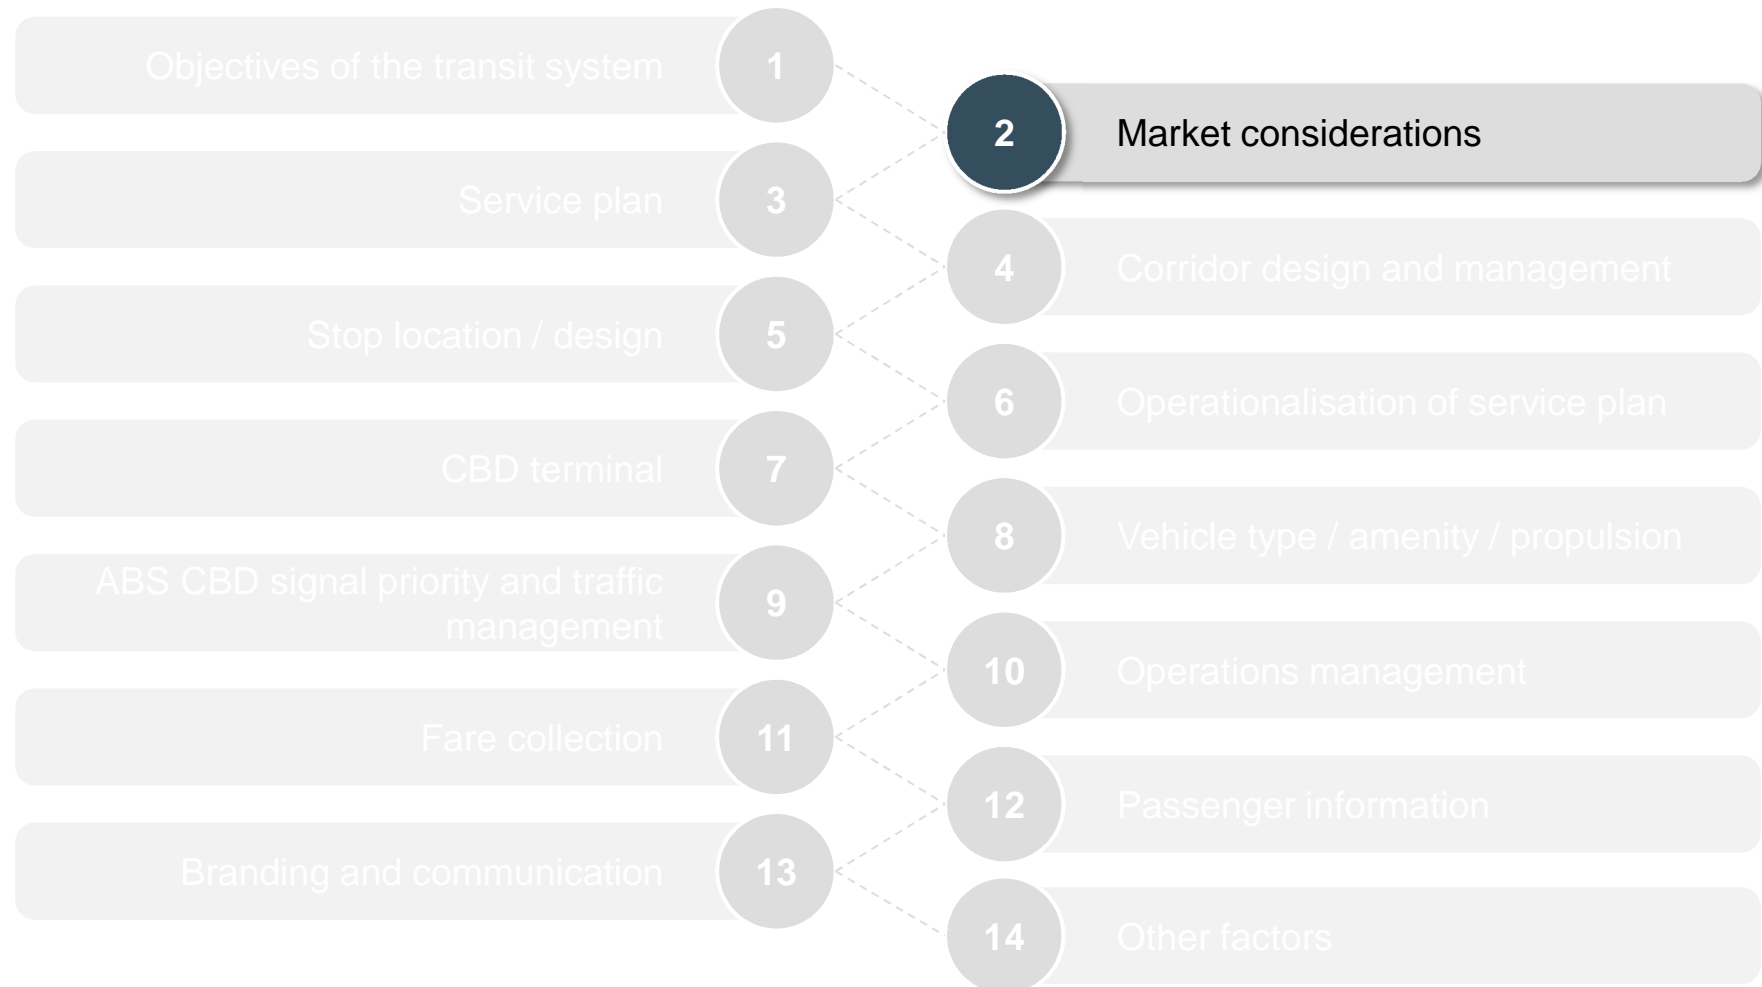 Objectives of the transit system
1
2
Market considerations
Service plan
3
4
Corridor design and management
Stop location / design
5
6
Operationalisation of service plan
CBD terminal
7
8
Vehicle type / amenity / propulsion
ABS CBD signal priority and traffic
management
9
10
Operations management
Fare collection
11
12
Passenger information
Branding and communication
13
14
Other factors